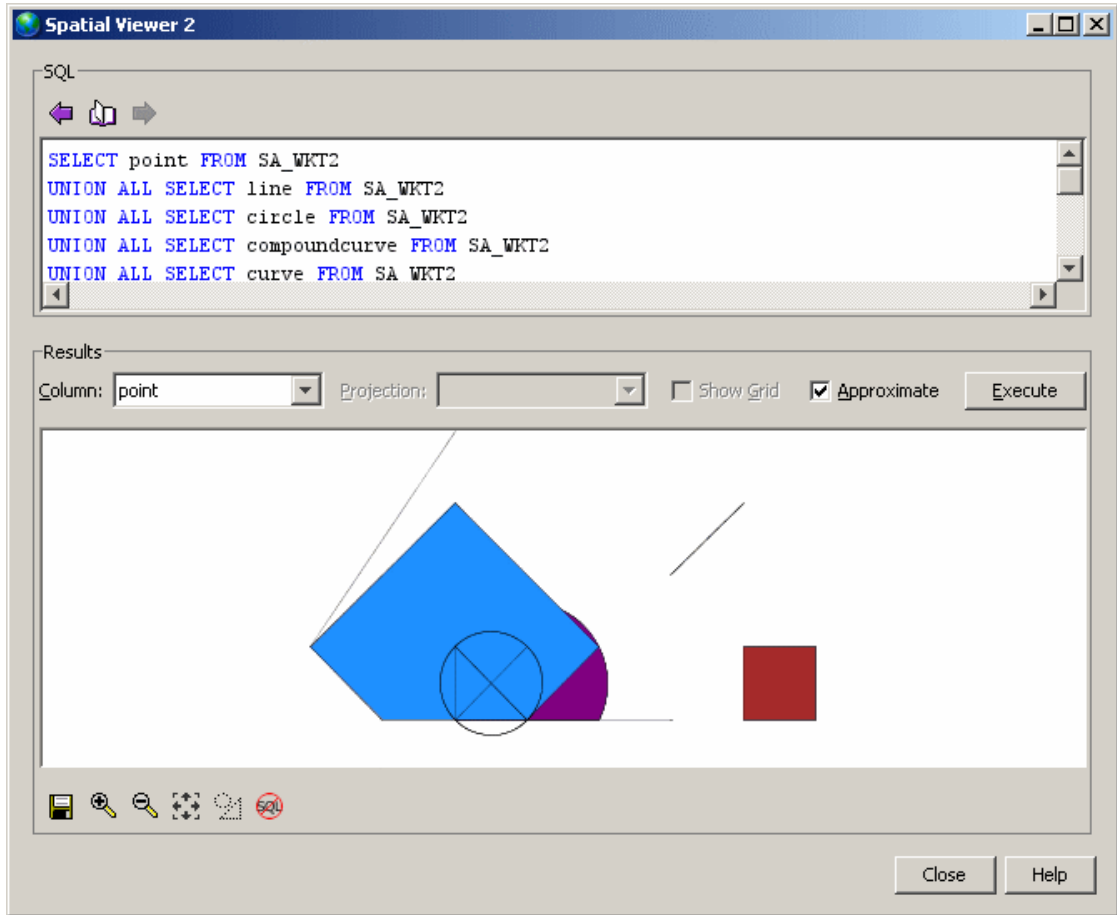 Spatial Viewer 2
SQL
SELECT point FROM SA_WKT2
UNION ALL SELECT line FROM SA_WKT2
UNION ALL SELECT circle FROM SA_WKT2
UNION ALL SELECT compoundcurve FROM SA_WKT2
UNION ALL SELECT curve FROM SA_WKT2
Results
Column: point Projection: Show Grid Approximate Execute
SQL
Close Help